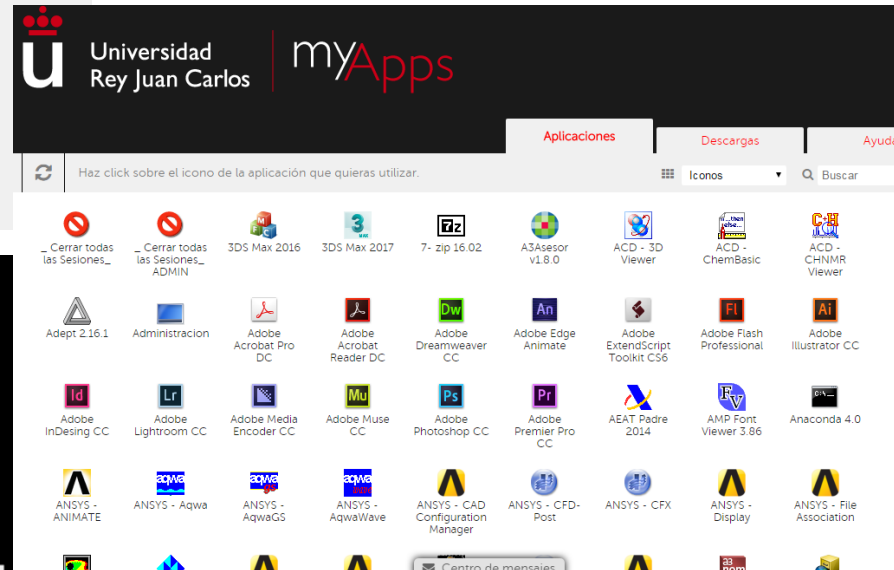 Universidad
Rey Juan Carlos
myApps
Aplicaciones
Descargas
Ayuda
Haz click sobre el icono de la aplicación que quieras utilizar.
Iconos
Buscar
_ Cerrar todas
las Sesiones_
_ Cerrar todas
las Sesiones_
ADMIN
3DS Max 2016
3DS Max 2017
7- zip 16.02
A3Asesor
v1.8.0
ACD - 3D
Viewer
ACD -
ChemBasic
ACD -
CHNMR
Viewer
Adept 2.16.1
Administracion
Adobe
Acrobat Pro
DC
Adobe
Acrobat
Reader DC
Adobe
Dreamweaver
CC
Adobe Edge
Animate
Adobe
ExtendScript
Toolkit CS6
Adobe Flash
Professional
Adobe
Illustrator CC
Adobe
InDesing CC
Adobe
Lightroom CC
Adobe Media
Encoder CC
Adobe Muse
CC
Adobe
Photoshop CC
Adobe
Premier Pro
CC
AEAT Padre
2014
AMP Font
Viewer 3.86
Anaconda 4.0
ANSYS -
ANIMATE
ANSYS - Aqwa
ANSYS -
AqwaGS
ANSYS -
AqwaWave
ANSYS - CAD
Configuration
Manager
ANSYS - CFD-
Post
ANSYS - CFX
ANSYS -
Display
ANSYS - File
Association
Centro de mensajes